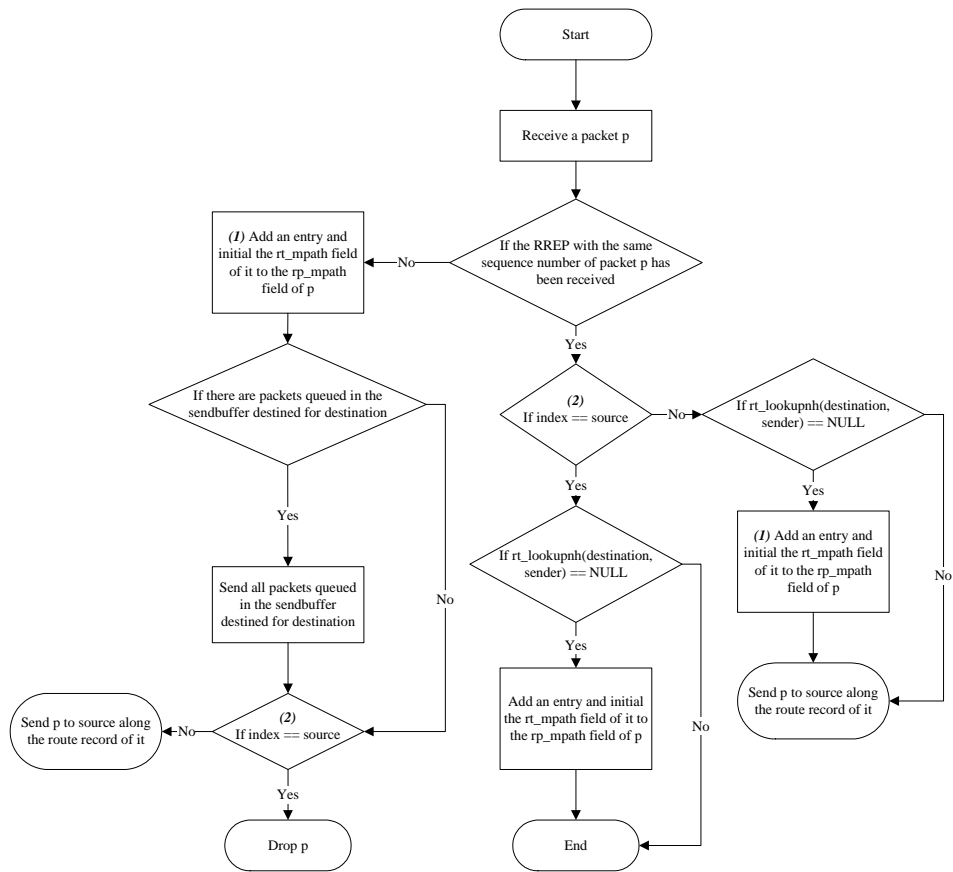 Start
Receive a packet p
If the RREP with the same
sequence number of packet p has
been received
No
(1) Add an entry and
initial the rt_mpath field
of it to the rp_mpath
field of p
Yes
If there are packets queued in the
sendbuffer destined for destination
(2)
If index == source
No
If rt_lookupnh(destination,
sender) == NULL
Yes
Yes
Yes
(1) Add an entry and
initial the rt_mpath field
of it to the rp_mpath
field of p
If rt_lookupnh(destination,
sender) == NULL
No
Send all packets queued
in the sendbuffer
destined for destination
No
Yes
Add an entry and initial
the rt_mpath field of it to
the rp_mpath field of p
No
Send p to source along
the route record of it
Send p to source along
the route record of it
No
(2)
If index == source
Yes
Drop p
End